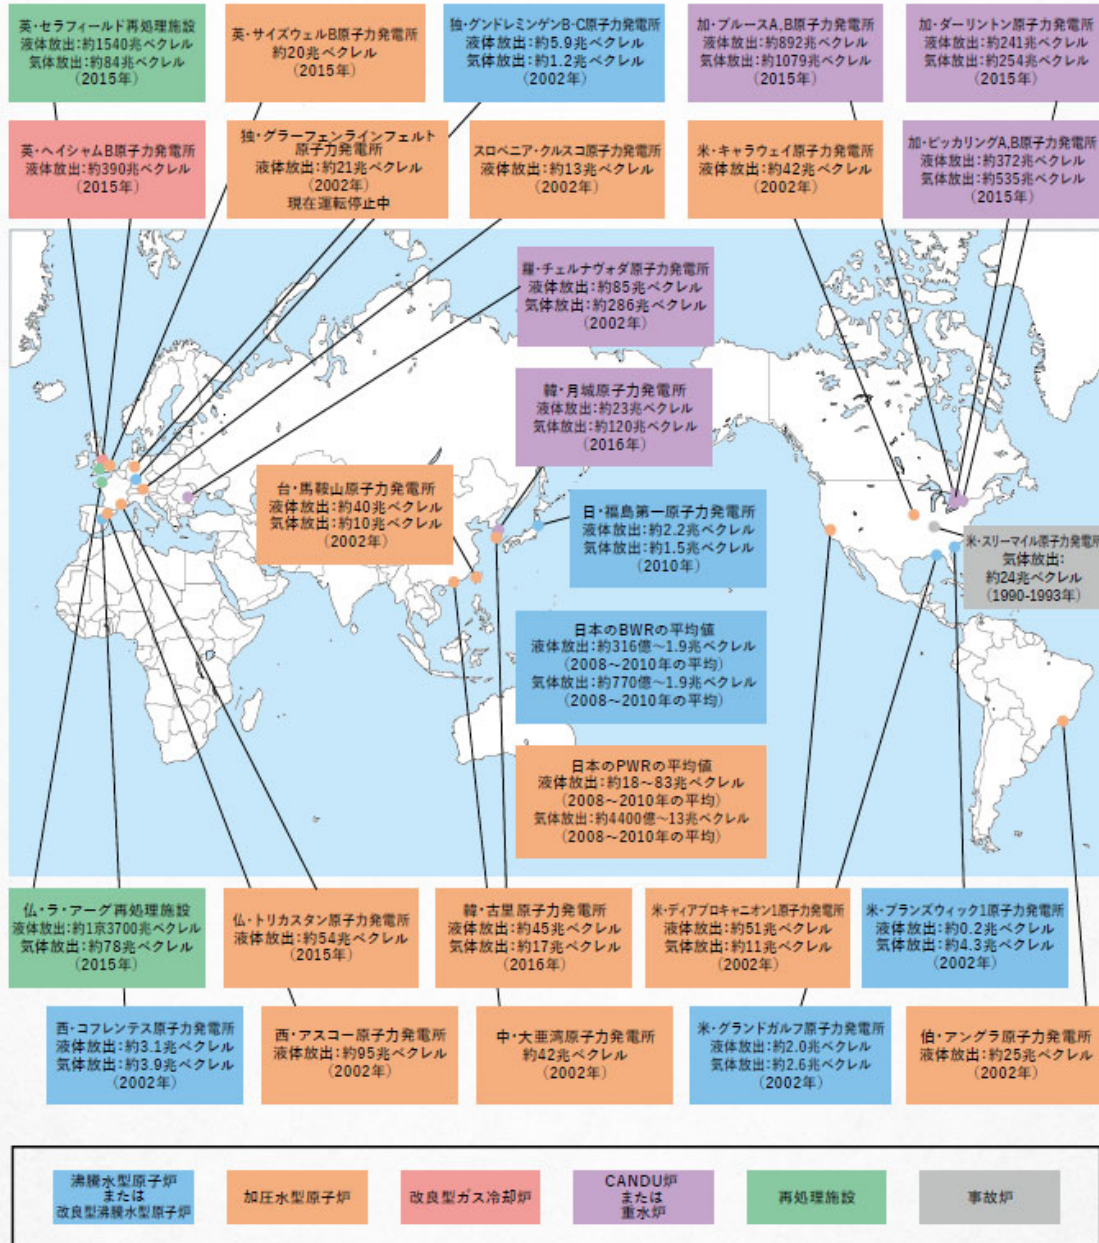 英・セラフィールド再処理施設
液体放出：約1540兆ベクレル
気体放出：約84兆ベクレル
（2015年）
英・サイズウェルB原子力発電所
約20兆ベクレル
（2015年）
独・グンドレミンゲンB-C原子力発電所
液体放出：約5.9兆ベクレル
気体放出：約1.2兆ベクレル
（2002年）
加・ブルースA,B原子力発電所
液体放出：約892兆ベクレル
気体放出：約1079兆ベクレル
（2015年）
加・ダーリントン原子力発電所
液体放出：約241兆ベクレル
気体放出：約254兆ベクレル
（2015年）
英・ヘイシャムB原子力発電所
液体放出：約390兆ベクレル
（2015年）
独・グラーフェンラインフェルト
原子力発電所
液体放出：約21兆ベクレル
（2002年）
現在運転停止中
スロベニア・クルスコ原子力発電所
液体放出：約13兆ベクレル
（2002年）
米・キャラウェイ原子力発電所
液体放出：約42兆ベクレル
（2002年）
加・ピッカリングA,B原子力発電所
液体放出：約372兆ベクレル
気体放出：約535兆ベクレル
（2015年）
羅・チェルナヴォダ原子力発電所
液体放出：約85兆ベクレル
気体放出：約286兆ベクレル
（2002年）
韓・月城原子力発電所
液体放出：約23兆ベクレル
気体放出：約120兆ベクレル
（2016年）
台・馬鞍山原子力発電所
液体放出：約40兆ベクレル
気体放出：約10兆ベクレル
（2002年）
日・福島第一原子力発電所
液体放出：約2.2兆ベクレル
気体放出：約1.5兆ベクレル
（2010年）
米・スリーマイル原子力発電所
気体放出：
約24兆ベクレル
（1990-1993年）
日本のBWRの平均値
液体放出：約316億～1.9兆ベクレル
（2008～2010年の平均）
気体放出：約770億～1.9兆ベクレル
（2008～2010年の平均）
日本のPWRの平均値
液体放出：約18～83兆ベクレル
（2008～2010年の平均）
気体放出：約4400億～13兆ベクレル
（2008～2010年の平均）
仏・ラ・アーグ再処理施設
液体放出：約1京3700兆ベクレル
気体放出：約78兆ベクレル
（2015年）
仏・トリカスタン原子力発電所
液体放出：約54兆ベクレル
（2015年）
韓・古里原子力発電所
液体放出：約45兆ベクレル
気体放出：約17兆ベクレル
（2016年）
米・ディアブロキャニオン1原子力発電所
液体放出：約51兆ベクレル
気体放出：約11兆ベクレル
（2002年）
米・ブランズウィック1原子力発電所
液体放出：約0.2兆ベクレル
気体放出：約4.3兆ベクレル
（2002年）
西・コフレンテス原子力発電所
液体放出：約3.1兆ベクレル
気体放出：約3.9兆ベクレル
（2002年）
西・アスコー原子力発電所
液体放出：約95兆ベクレル
（2002年）
中・大亜湾原子力発電所
約42兆ベクレル
（2002年）
米・グランドガルフ原子力発電所
液体放出：約2.0兆ベクレル
気体放出：約2.6兆ベクレル
（2002年）
伯・アングラ原子力発電所
液体放出：約25兆ベクレル
（2002年）
沸騰水型原子炉
または
改良型沸騰水型原子炉
加圧水型原子炉
改良型ガス冷却炉
CANDU炉
または
重水炉
再処理施設
事故炉